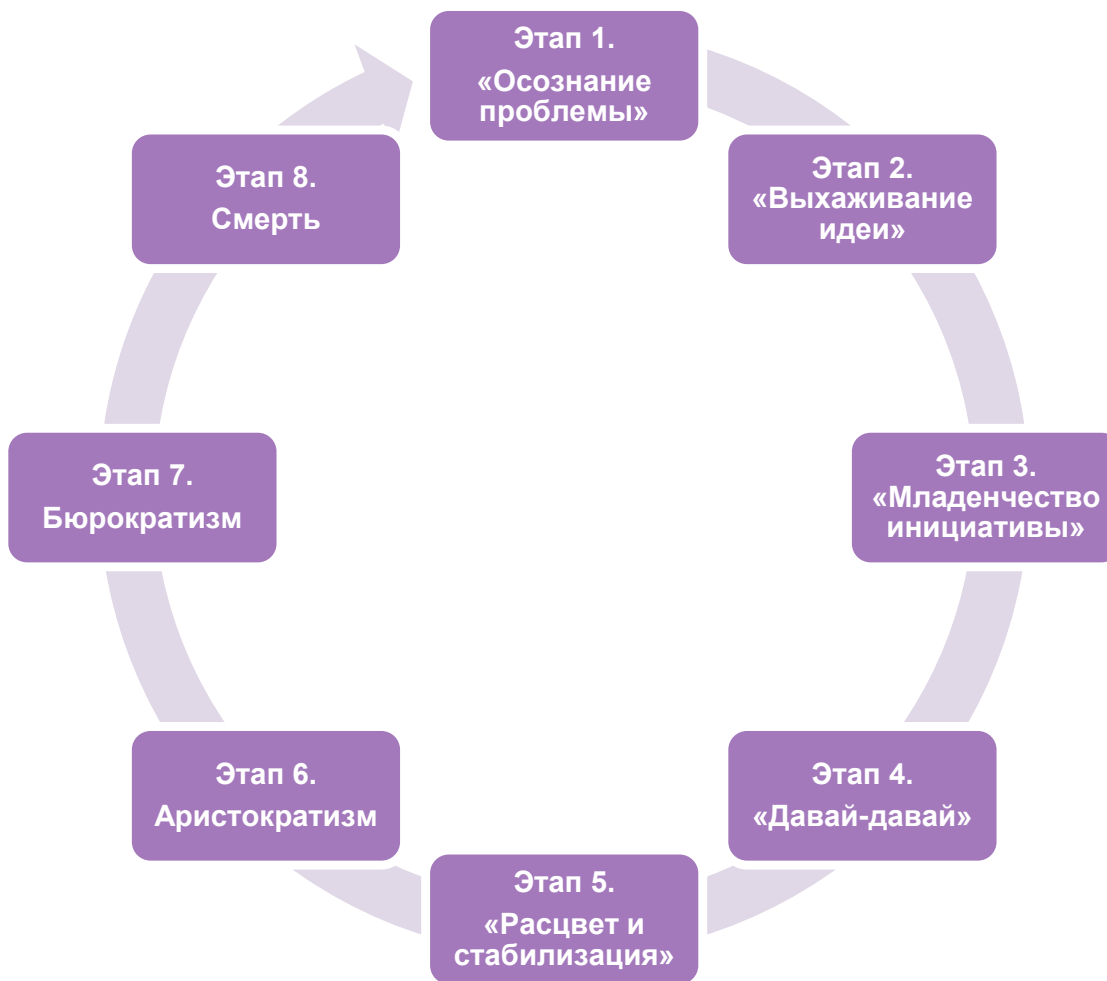 Этап 1.
«Осознание
проблемы»
Этап 2.
«Выхаживание
идеи»
Этап 3.
«Младенчество
инициативы»
Этап 4.
«Давай-давай»
Этап 5.
«Расцвет и
стабилизация»
Этап 6.
Аристократизм
Этап 7.
Бюрократизм
Этап 8.
Смерть